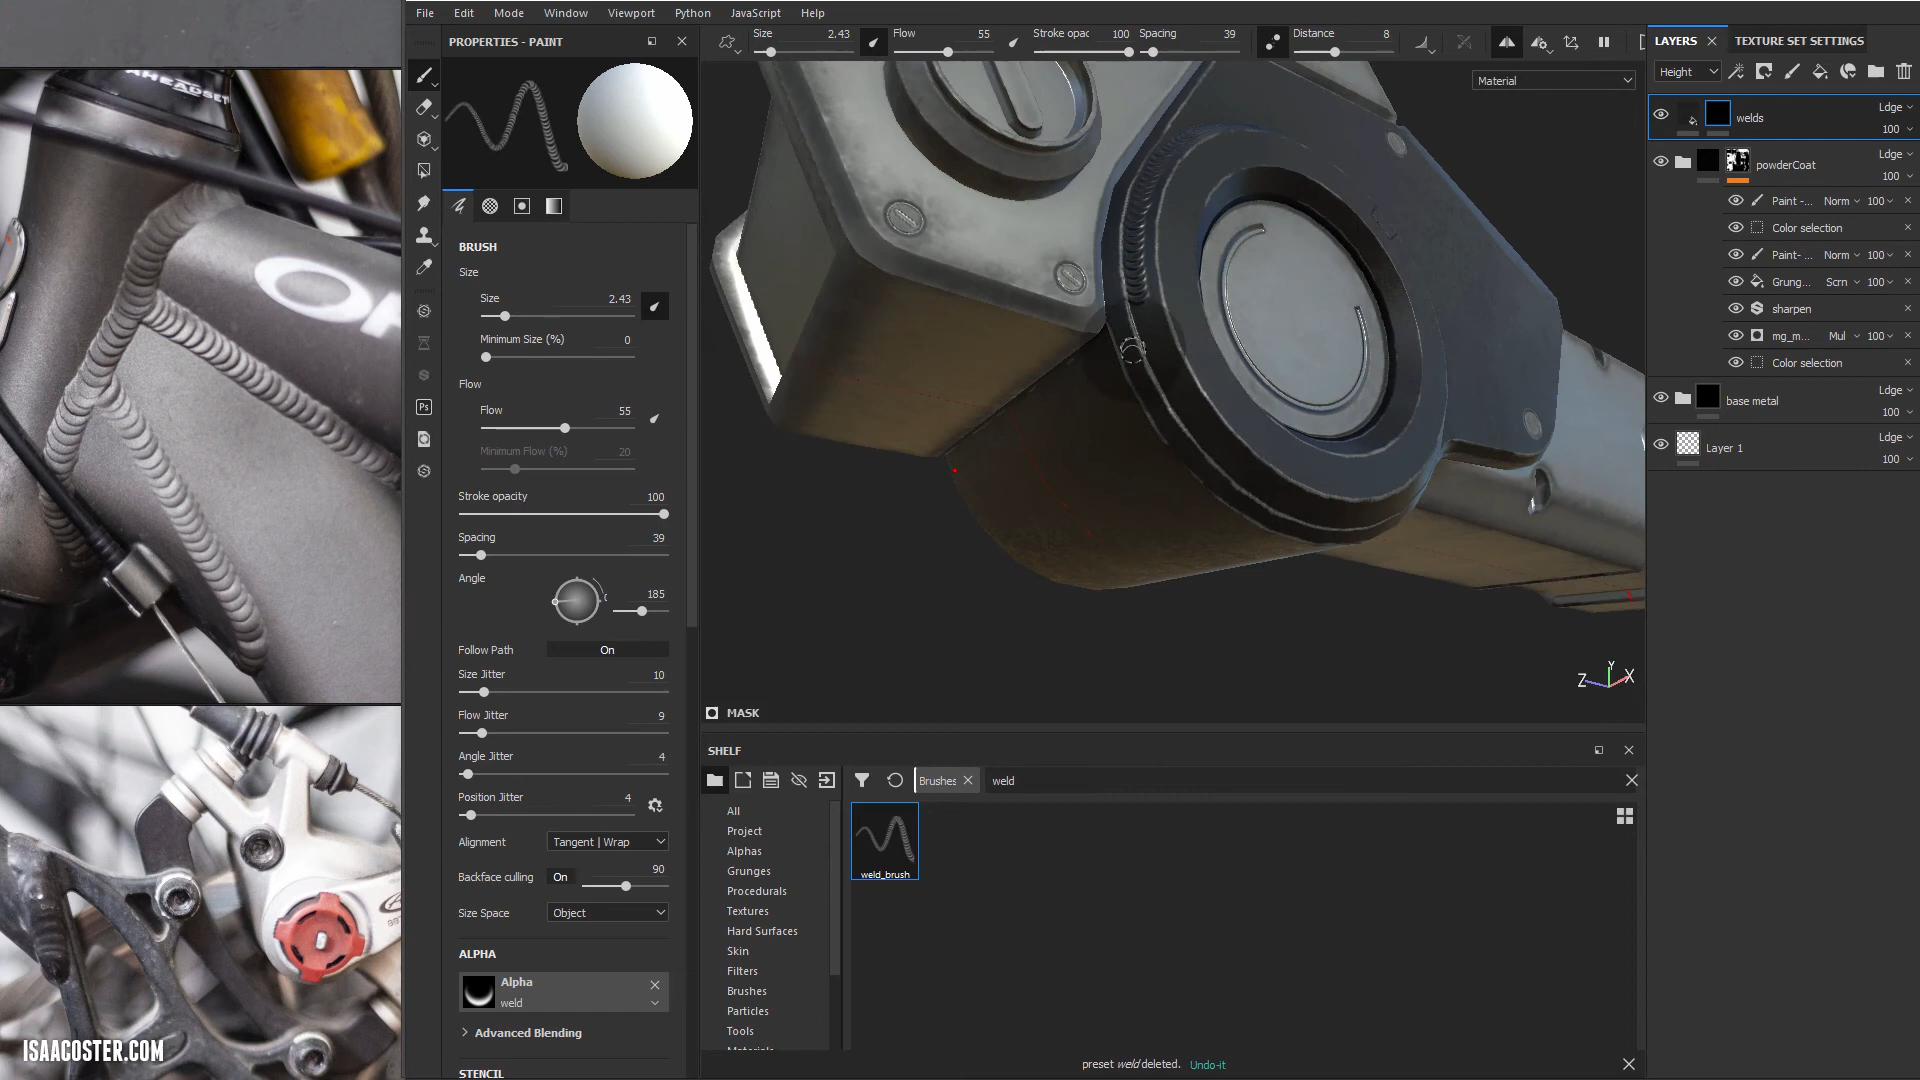 File Edit Mode Window Viewport Python JavaScript Help
PROPERTIES - PAINT
Size 2.43 Flow 55 Stroke opac 100 Spacing 39 Distance 8
LAYERS TEXTURE SET SETTINGS
Material
Height
welds Ldge 100
powderCoat Ldge 100
Paint -... Norm 100
Color selection
Paint- ... Norm 100
Grung... Scrn 100
sharpen
mg_m... Mul 100
Color selection
base metal Ldge 100
Layer 1 Ldge 100
BRUSH
Size
Size 2.43
Minimum Size (%) 0
Flow
Flow 55
Minimum Flow (%) 20
Stroke opacity 100
Spacing 39
Angle
185
Follow Path On
Size Jitter 10
Flow Jitter 9
Angle Jitter 4
Position Jitter 4
Alignment Tangent | Wrap
Backface culling On 90
Size Space Object
ALPHA
Alpha
weld
Advanced Blending
STENCIL
Ps
Y
Z X
MASK
SHELF
Brushes weld
All
Project
Alphas
Grunges
Procedurals
Textures
Hard Surfaces
Skin
Filters
Brushes
Particles
Tools
Materials
weld_brush
preset weld deleted. Undo-it
AHEADSET
ISAACOSTER.COM